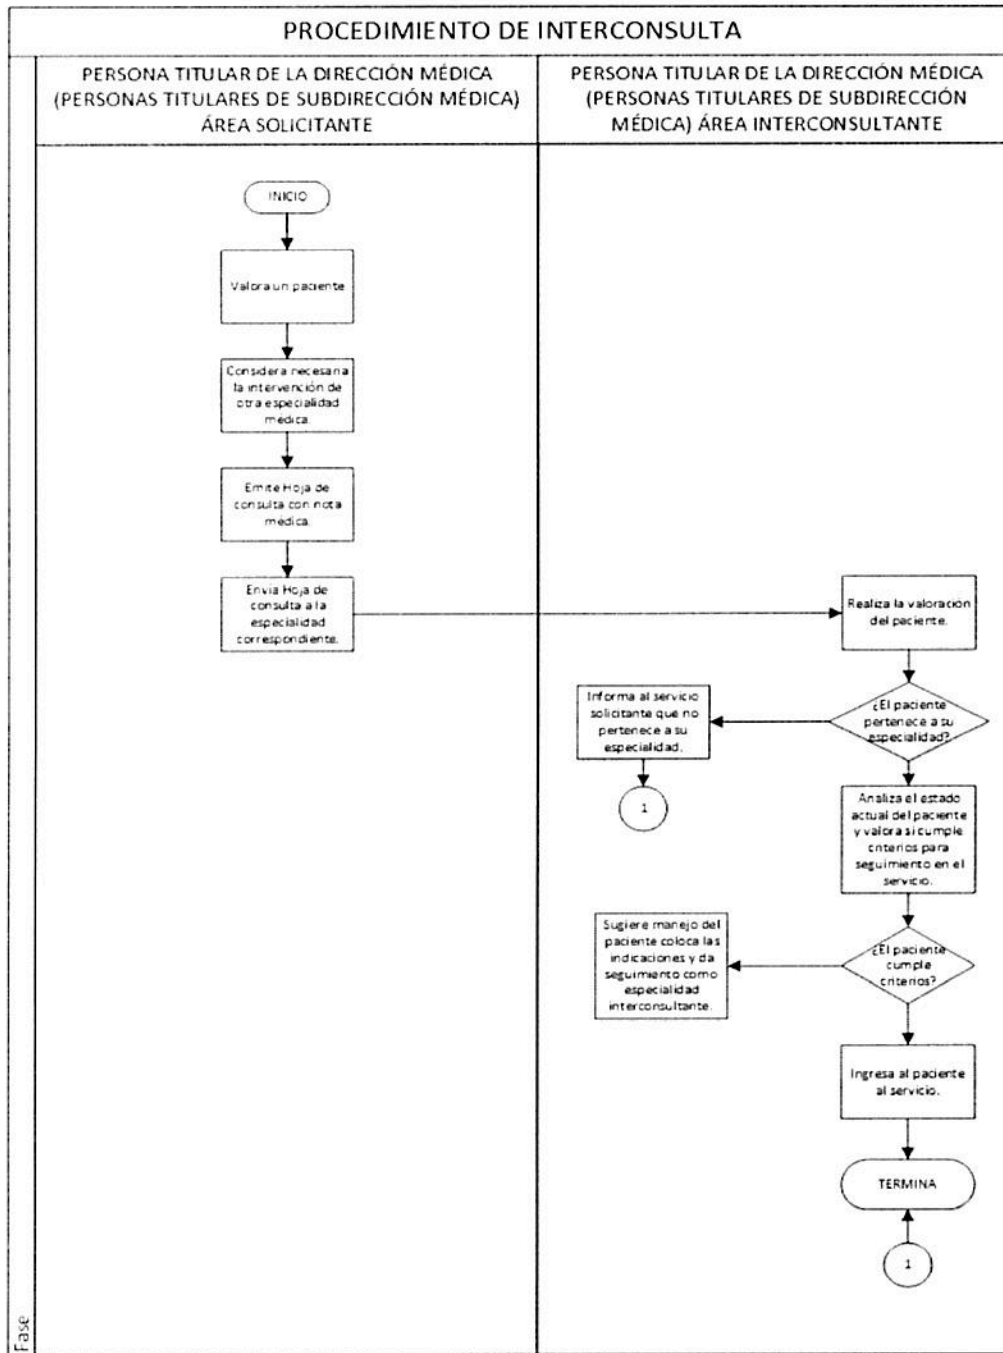 PROCEDIMIENTO DE INTERCONSULTA
PERSONA TITULAR DE LA DIRECCIÓN MÉDICA
(PERSONAS TITULARES DE SUBDIRECCIÓN MÉDICA)
ÁREA SOLICITANTE
PERSONA TITULAR DE LA DIRECCIÓN MÉDICA
(PERSONAS TITULARES DE SUBDIRECCIÓN
MÉDICA) ÁREA INTERCONSULTANTE
INICIO
Valora un paciente
Considera necesaria
la intervención de
otra especialidad
médica.
Emite Hoja de
consulta con nota
médica.
Envia Hoja de
consulta a la
especialidad
correspondiente.
Realiza la valoración
del paciente.
¿El paciente
pertenece a su
especialidad?
Informa al servicio
solicitante que no
pertenece a su
especialidad.
1
Analiza el estado
actual del paciente
y valora si cumple
criterios para
seguimiento en el
servicio.
¿El paciente
cumple
criterios?
Sugiere manejo del
paciente coloca las
indicaciones y da
seguimiento como
especialidad
interconsultante.
Ingresa al paciente
al servicio.
TERMINA
1
Fase